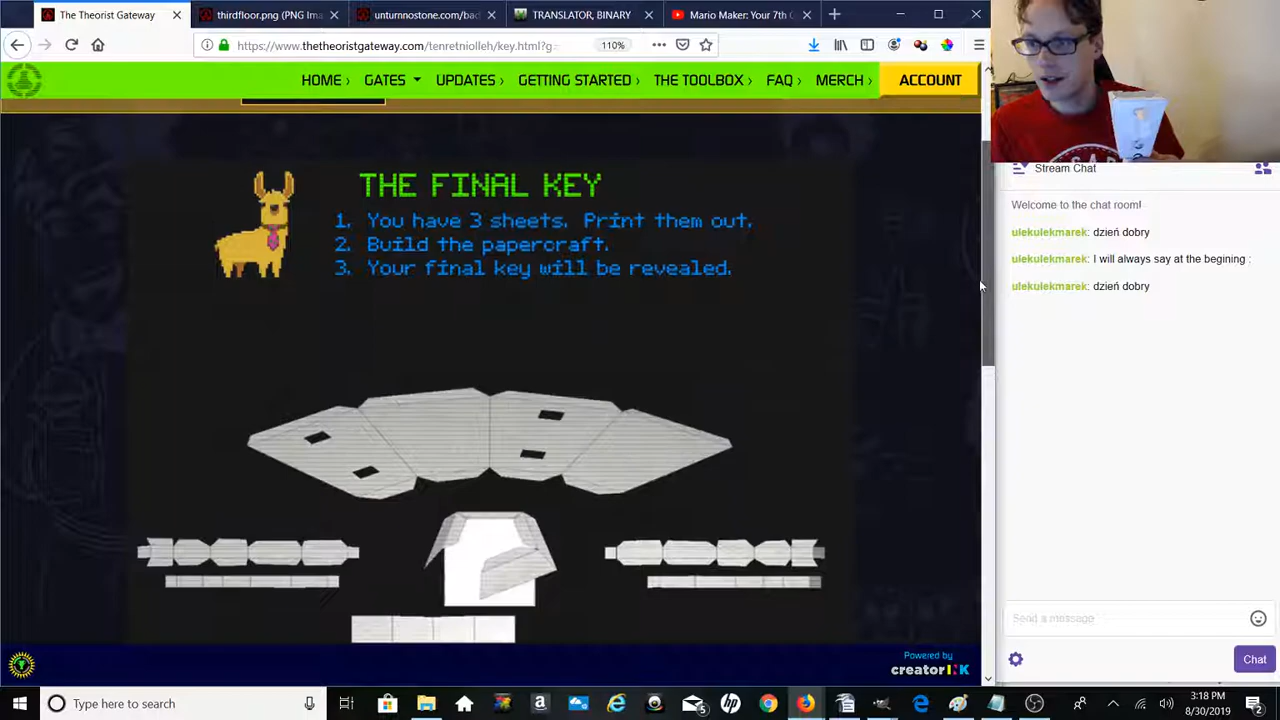 The Theorist Gateway
thirdfloor.png (PNG Ima
unturnnostone.com/bad
TRANSLATOR, BINARY
Mario Maker: Your 7th
https://www.thetheoristgateway.com/tenretniolleh/key.html?g
110%
HOME
GATES
UPDATES
GETTING STARTED
THE TOOLBOX
FAQ
MERCH
ACCOUNT
THE FINAL KEY
1. You have 3 sheets. Print them out.
2. Build the papercraft.
3. Your final key will be revealed.
Powered by
creatorINK
Stream Chat
Welcome to the chat room!
ulekulekmarek: dzień dobry
ulekulekmarek: I will always say at the begining :
ulekulekmarek: dzień dobry
Send a message
Chat
Type here to search
3:18 PM
8/30/2019